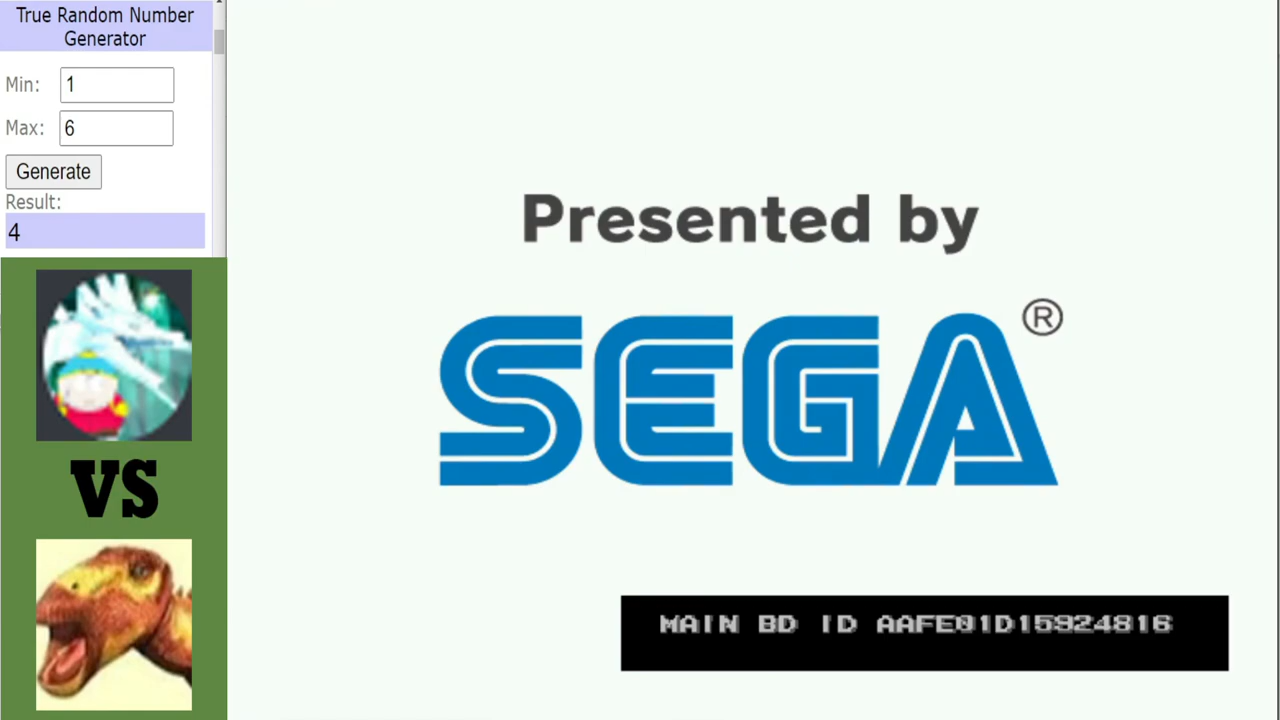 True Random Number
Generator
Min: 1
Max: 6
Generate
Result:
4
VS
Presented by
SEGA®
MAIN BD ID AAFE01D15924816